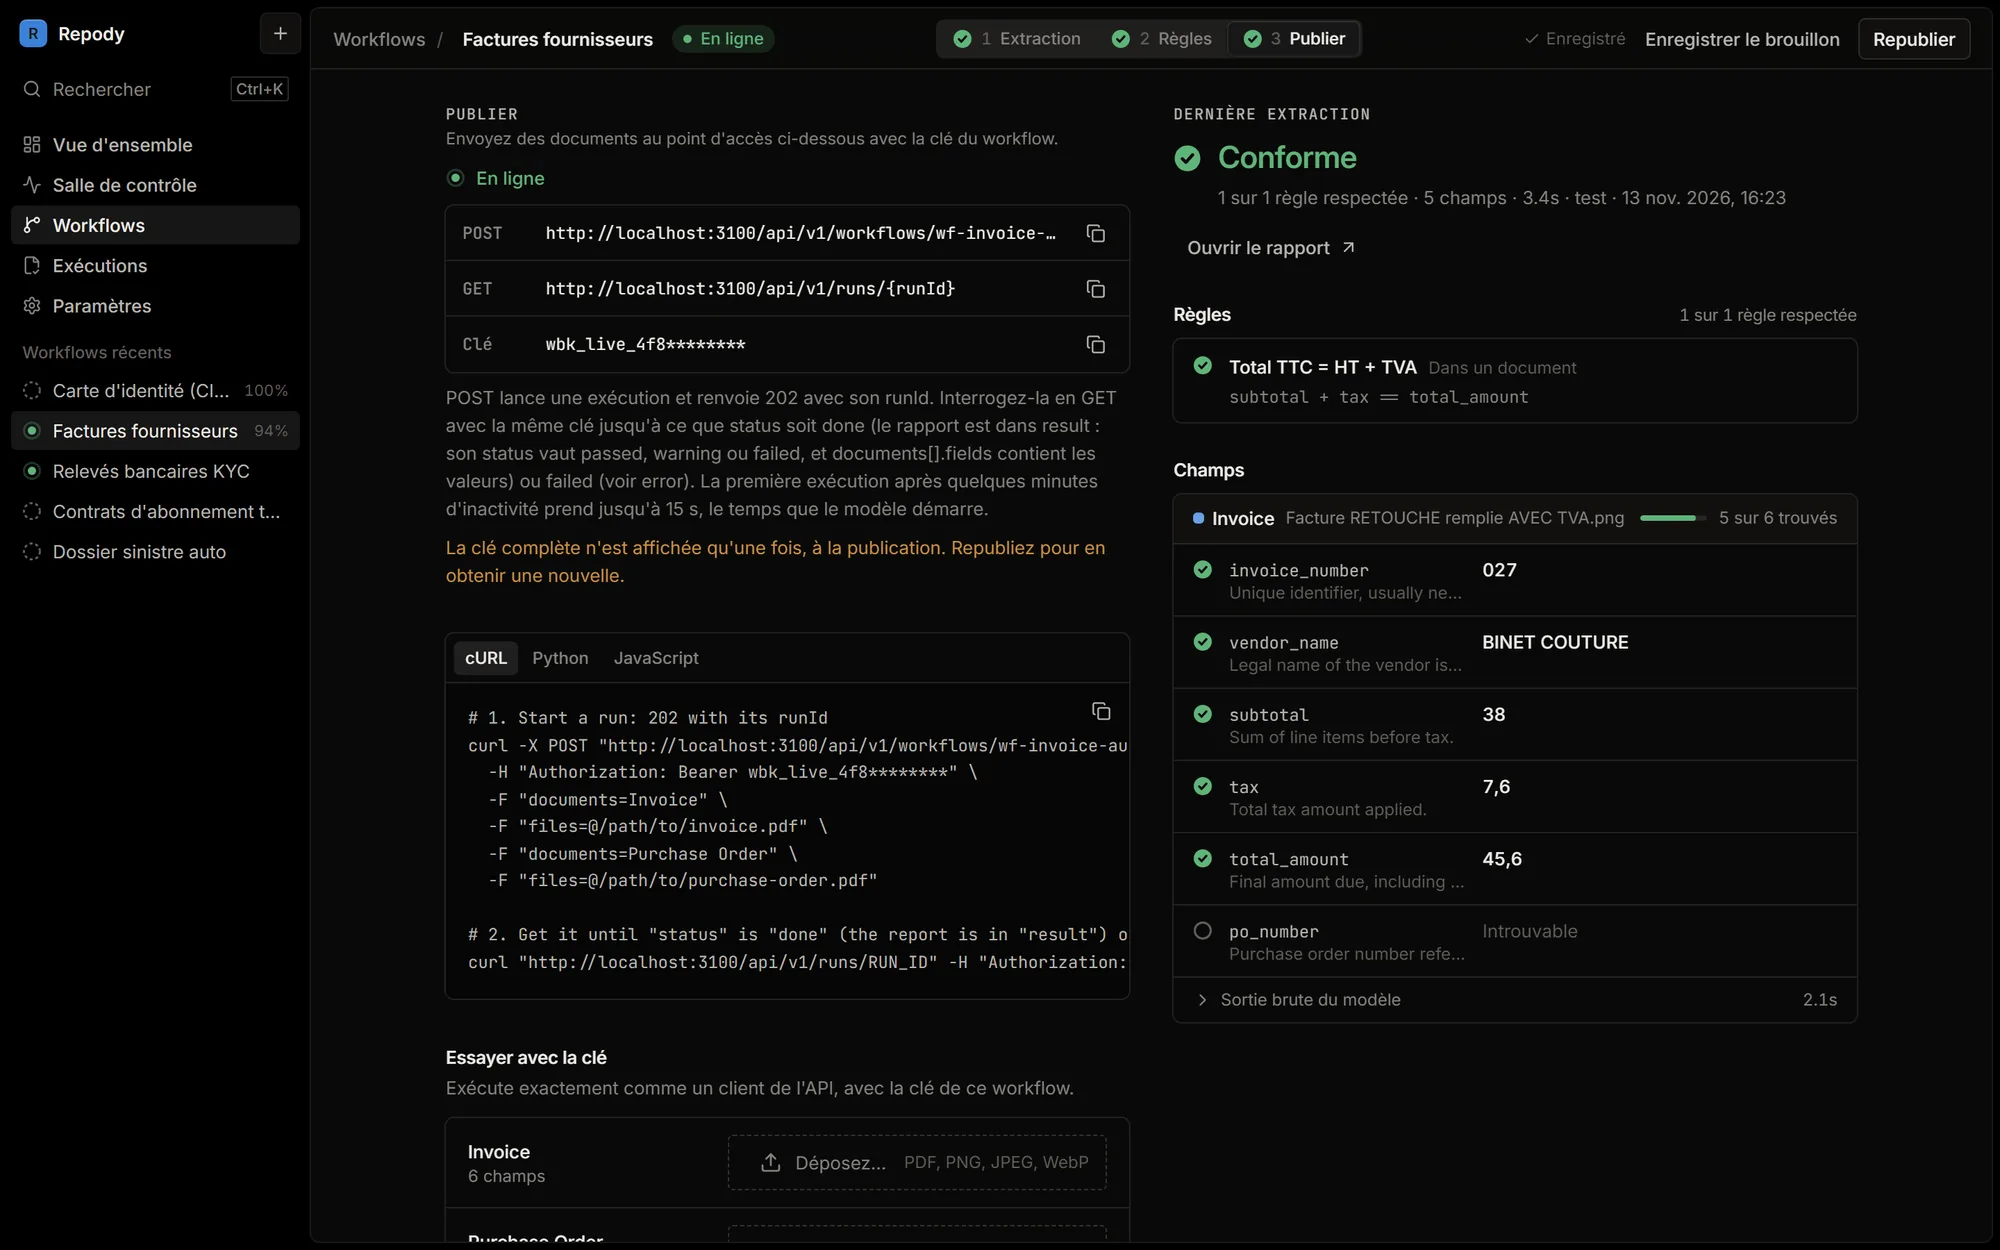 R Repody +
Rechercher Ctrl+K
Vue d'ensemble
Salle de contrôle
Workflows
Exécutions
Paramètres
Workflows récents
Carte d'identité (CI... 100%
Factures fournisseurs 94%
Relevés bancaires KYC
Contrats d'abonnement t...
Dossier sinistre auto
Workflows / Factures fournisseurs En ligne
1 Extraction 2 Règles 3 Publier
Enregistré Enregistrer le brouillon Republier
PUBLIER
Envoyez des documents au point d'accès ci-dessous avec la clé du workflow.
En ligne
POST http://localhost:3100/api/v1/workflows/wf-invoice-…
GET http://localhost:3100/api/v1/runs/{runId}
Clé wbk_live_4f8********
POST lance une exécution et renvoie 202 avec son runId. Interrogez-la en GET
avec la même clé jusqu'à ce que status soit done (le rapport est dans result :
son status vaut passed, warning ou failed, et documents[].fields contient les
valeurs) ou failed (voir error). La première exécution après quelques minutes
d'inactivité prend jusqu'à 15 s, le temps que le modèle démarre.
La clé complète n'est affichée qu'une fois, à la publication. Republiez pour en
obtenir une nouvelle.
cURL Python JavaScript
# 1. Start a run: 202 with its runId
curl -X POST "http://localhost:3100/api/v1/workflows/wf-invoice-au
-H "Authorization: Bearer wbk_live_4f8********" \
-F "documents=Invoice" \
-F "files=@/path/to/invoice.pdf" \
-F "documents=Purchase Order" \
-F "files=@/path/to/purchase-order.pdf"
# 2. Get it until "status" is "done" (the report is in "result") o
curl "http://localhost:3100/api/v1/runs/RUN_ID" -H "Authorization:
Essayer avec la clé
Exécute exactement comme un client de l'API, avec la clé de ce workflow.
Invoice
6 champs
Déposez... PDF, PNG, JPEG, WebP
Purchase Order
DERNIÈRE EXTRACTION
Conforme
1 sur 1 règle respectée · 5 champs · 3.4s · test · 13 nov. 2026, 16:23
Ouvrir le rapport
Règles 1 sur 1 règle respectée
Total TTC = HT + TVA Dans un document
subtotal + tax == total_amount
Champs
Invoice Facture RETOUCHE remplie AVEC TVA.png 5 sur 6 trouvés
invoice_number 027
Unique identifier, usually ne...
vendor_name BINET COUTURE
Legal name of the vendor is...
subtotal 38
Sum of line items before tax.
tax 7,6
Total tax amount applied.
total_amount 45,6
Final amount due, including ...
po_number Introuvable
Purchase order number refe...
Sortie brute du modèle 2.1s